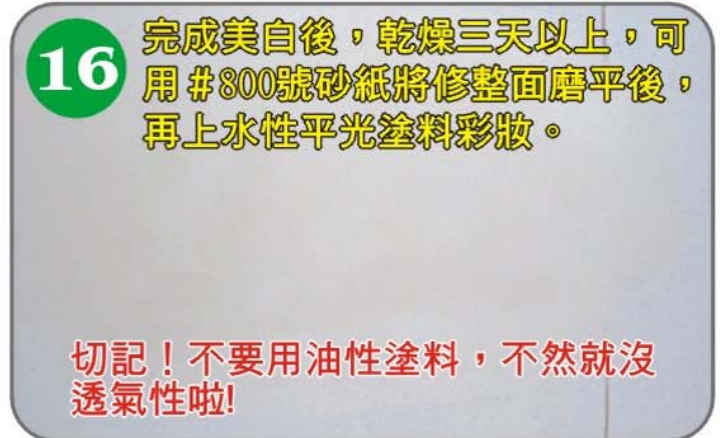 16
完成美白後，乾燥三天以上，可
用#800號砂紙將修整面磨平後，
再上水性平光塗料彩妝。
切記！不要用油性塗料，不然就沒
透氣性啦!